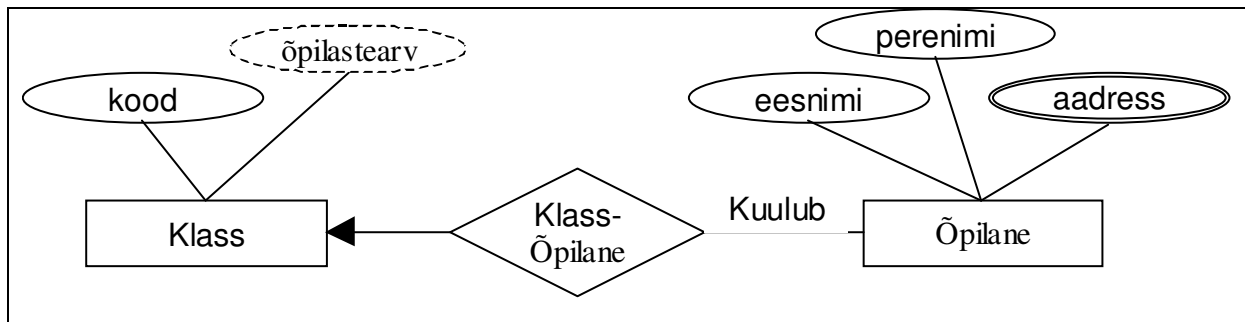 perenimi
õpilastearv
kood
eesnimi
aadress
Klass
Klass-
Õpilane
Kuulub
Õpilane